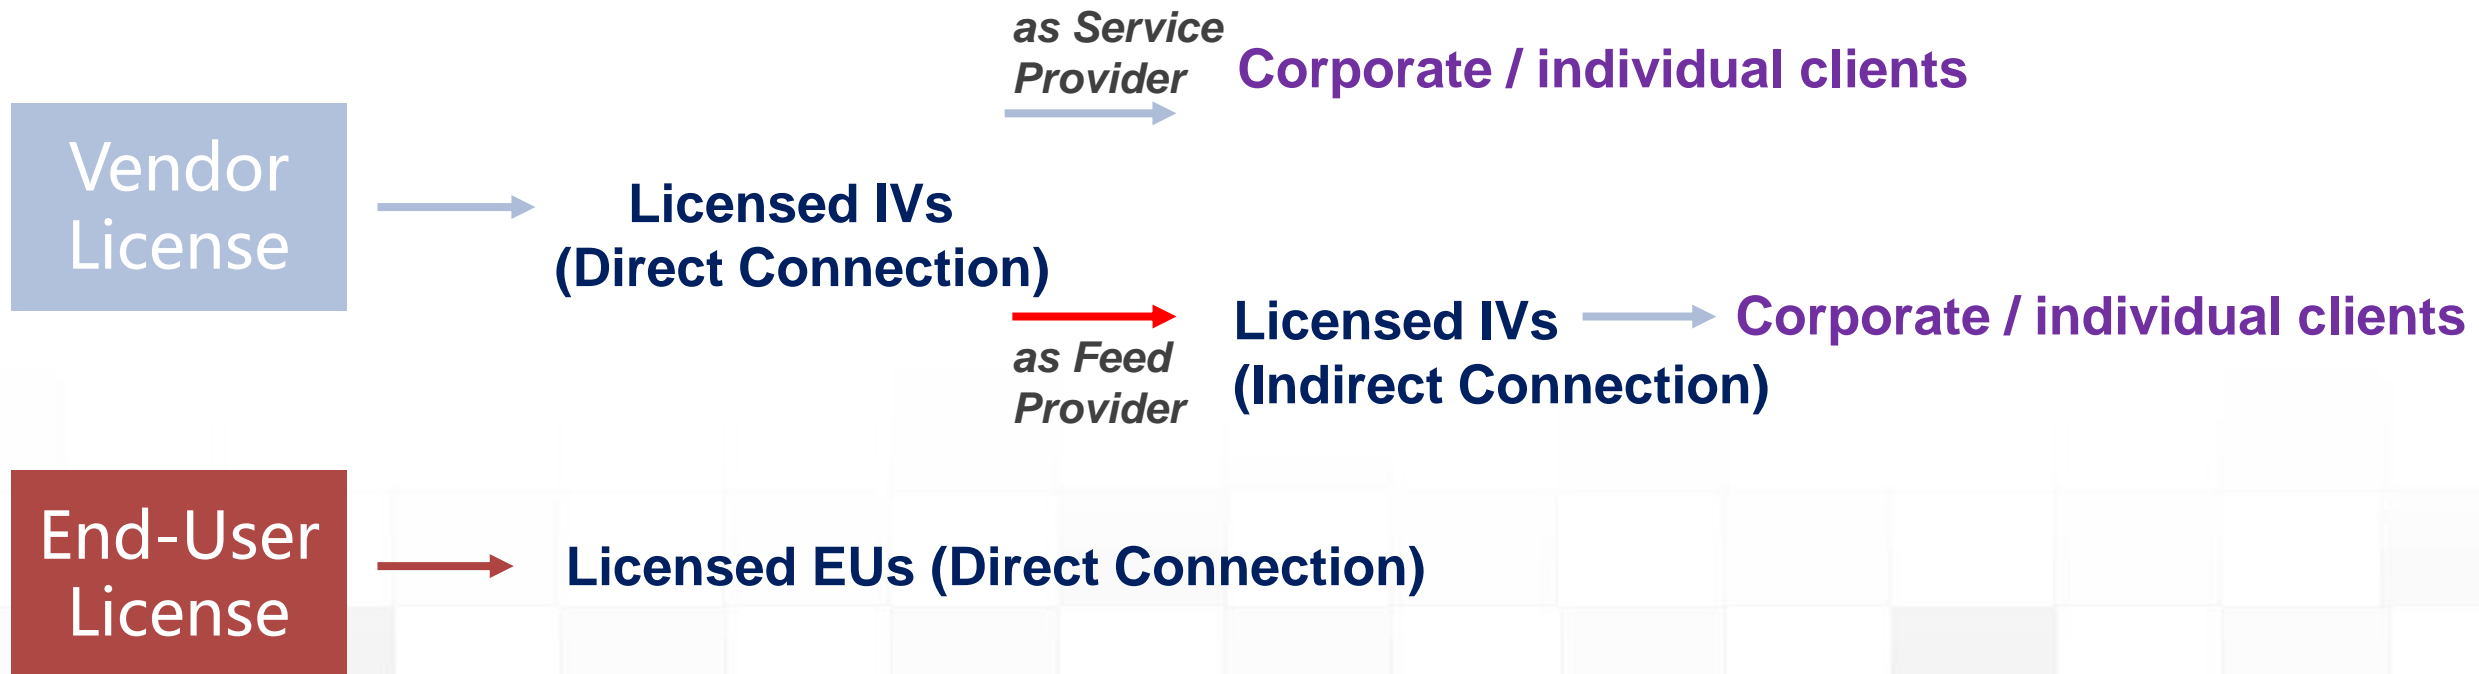 as Service
Provider
Corporate / individual clients
Vendor
License
Licensed IVs
(Direct Connection)
as Feed
Provider
Licensed IVs
(Indirect Connection)
Corporate / individual clients
End-User
License
Licensed EUs (Direct Connection)